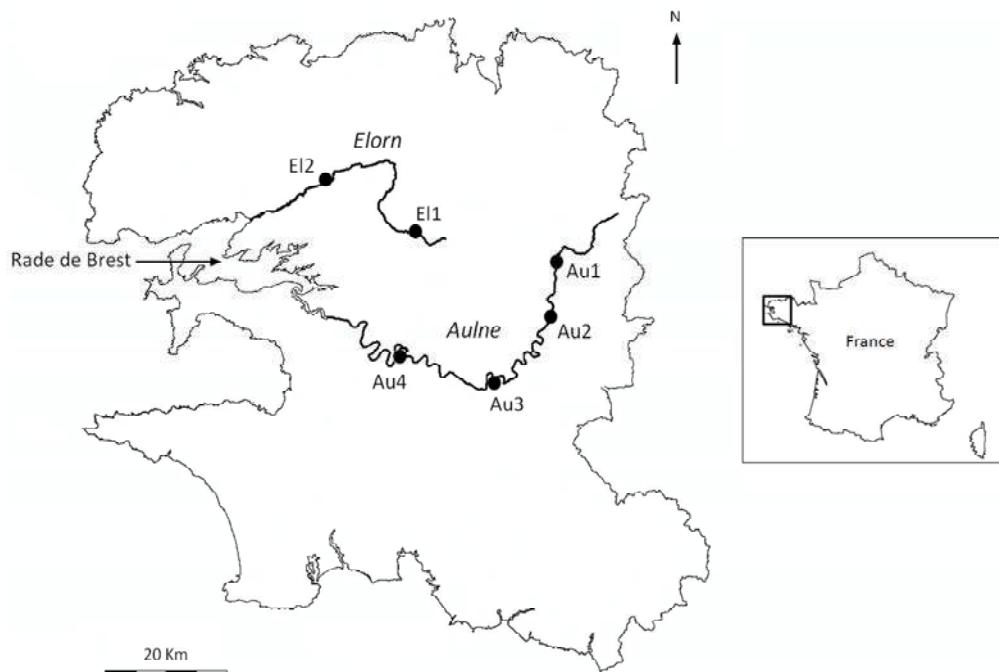 N
Elorn
El2
El1
Rade de Brest
Au1
Au2
Aulne
France
Au4
Au3
20 Km